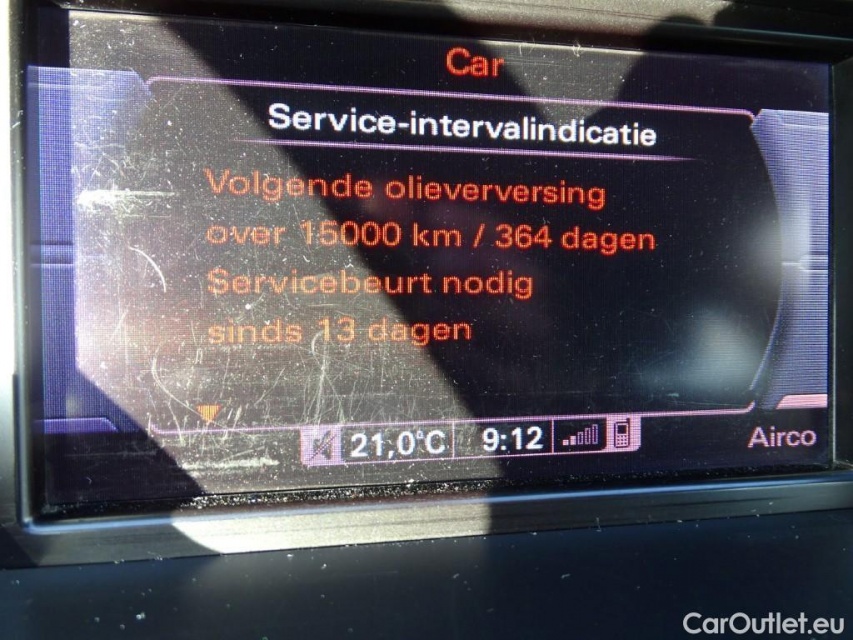 Car
Service-intervalindicatie
Volgende olieverversing
over 15000 km / 364 dagen
Servicebeurt nodig
sinds 13 dagen
21,0°C 9:12
Airco
CarOutlet.eu